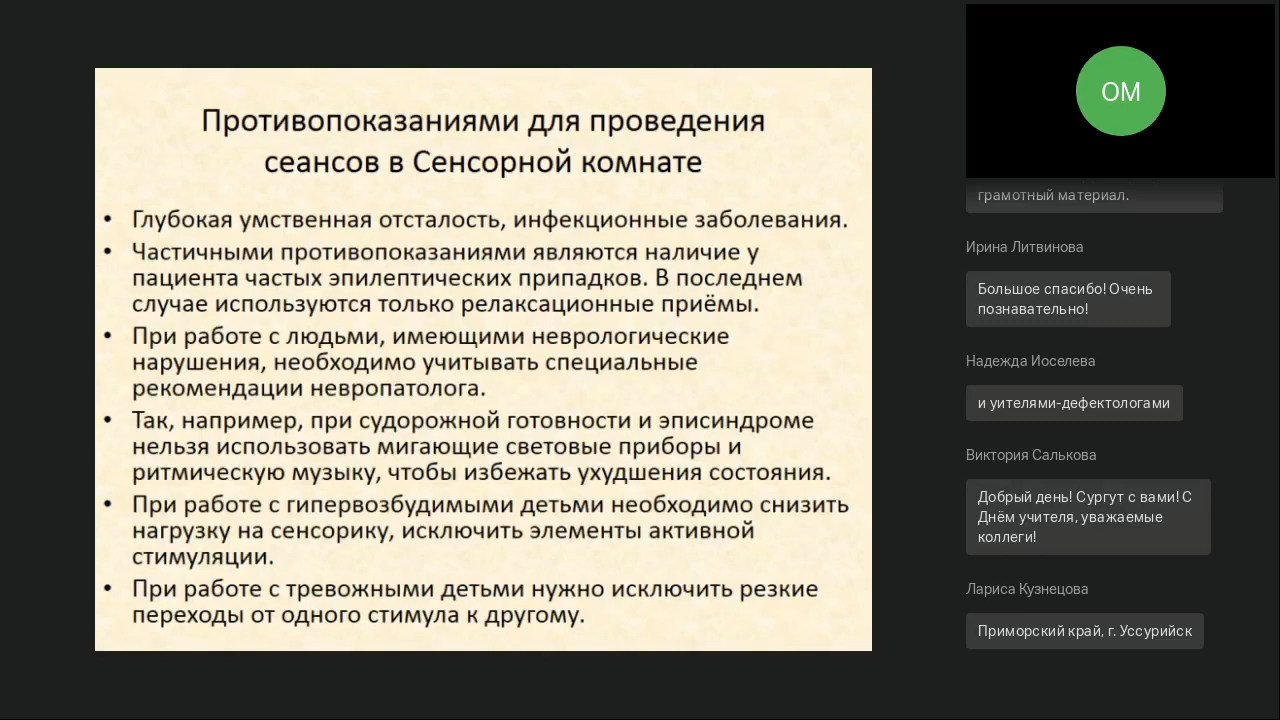 Противопоказаниями для проведения
сеансов в Сенсорной комнате
• Глубокая умственная отсталость, инфекционные заболевания.
• Частичными противопоказаниями являются наличие у
пациента частых эпилептических припадков. В последнем
случае используются только релаксационные приёмы.
• При работе с людьми, имеющими неврологические
нарушения, необходимо учитывать специальные
рекомендации невропатолога.
• Так, например, при судорожной готовности и эписиндроме
нельзя использовать мигающие световые приборы и
ритмическую музыку, чтобы избежать ухудшения состояния.
• При работе с гипервозбудимыми детьми необходимо снизить
нагрузку на сенсорику, исключить элементы активной
стимуляции.
• При работе с тревожными детьми нужно исключить резкие
переходы от одного стимула к другому.
ОМ
грамотный материал.
Ирина Литвинова
Большое спасибо! Очень
познавательно!
Надежда Иоселева
и уителями-дефектологами
Виктория Салькова
Добрый день! Сургут с вами! С
Днём учителя, уважаемые
коллеги!
Лариса Кузнецова
Приморский край, г. Уссурийск